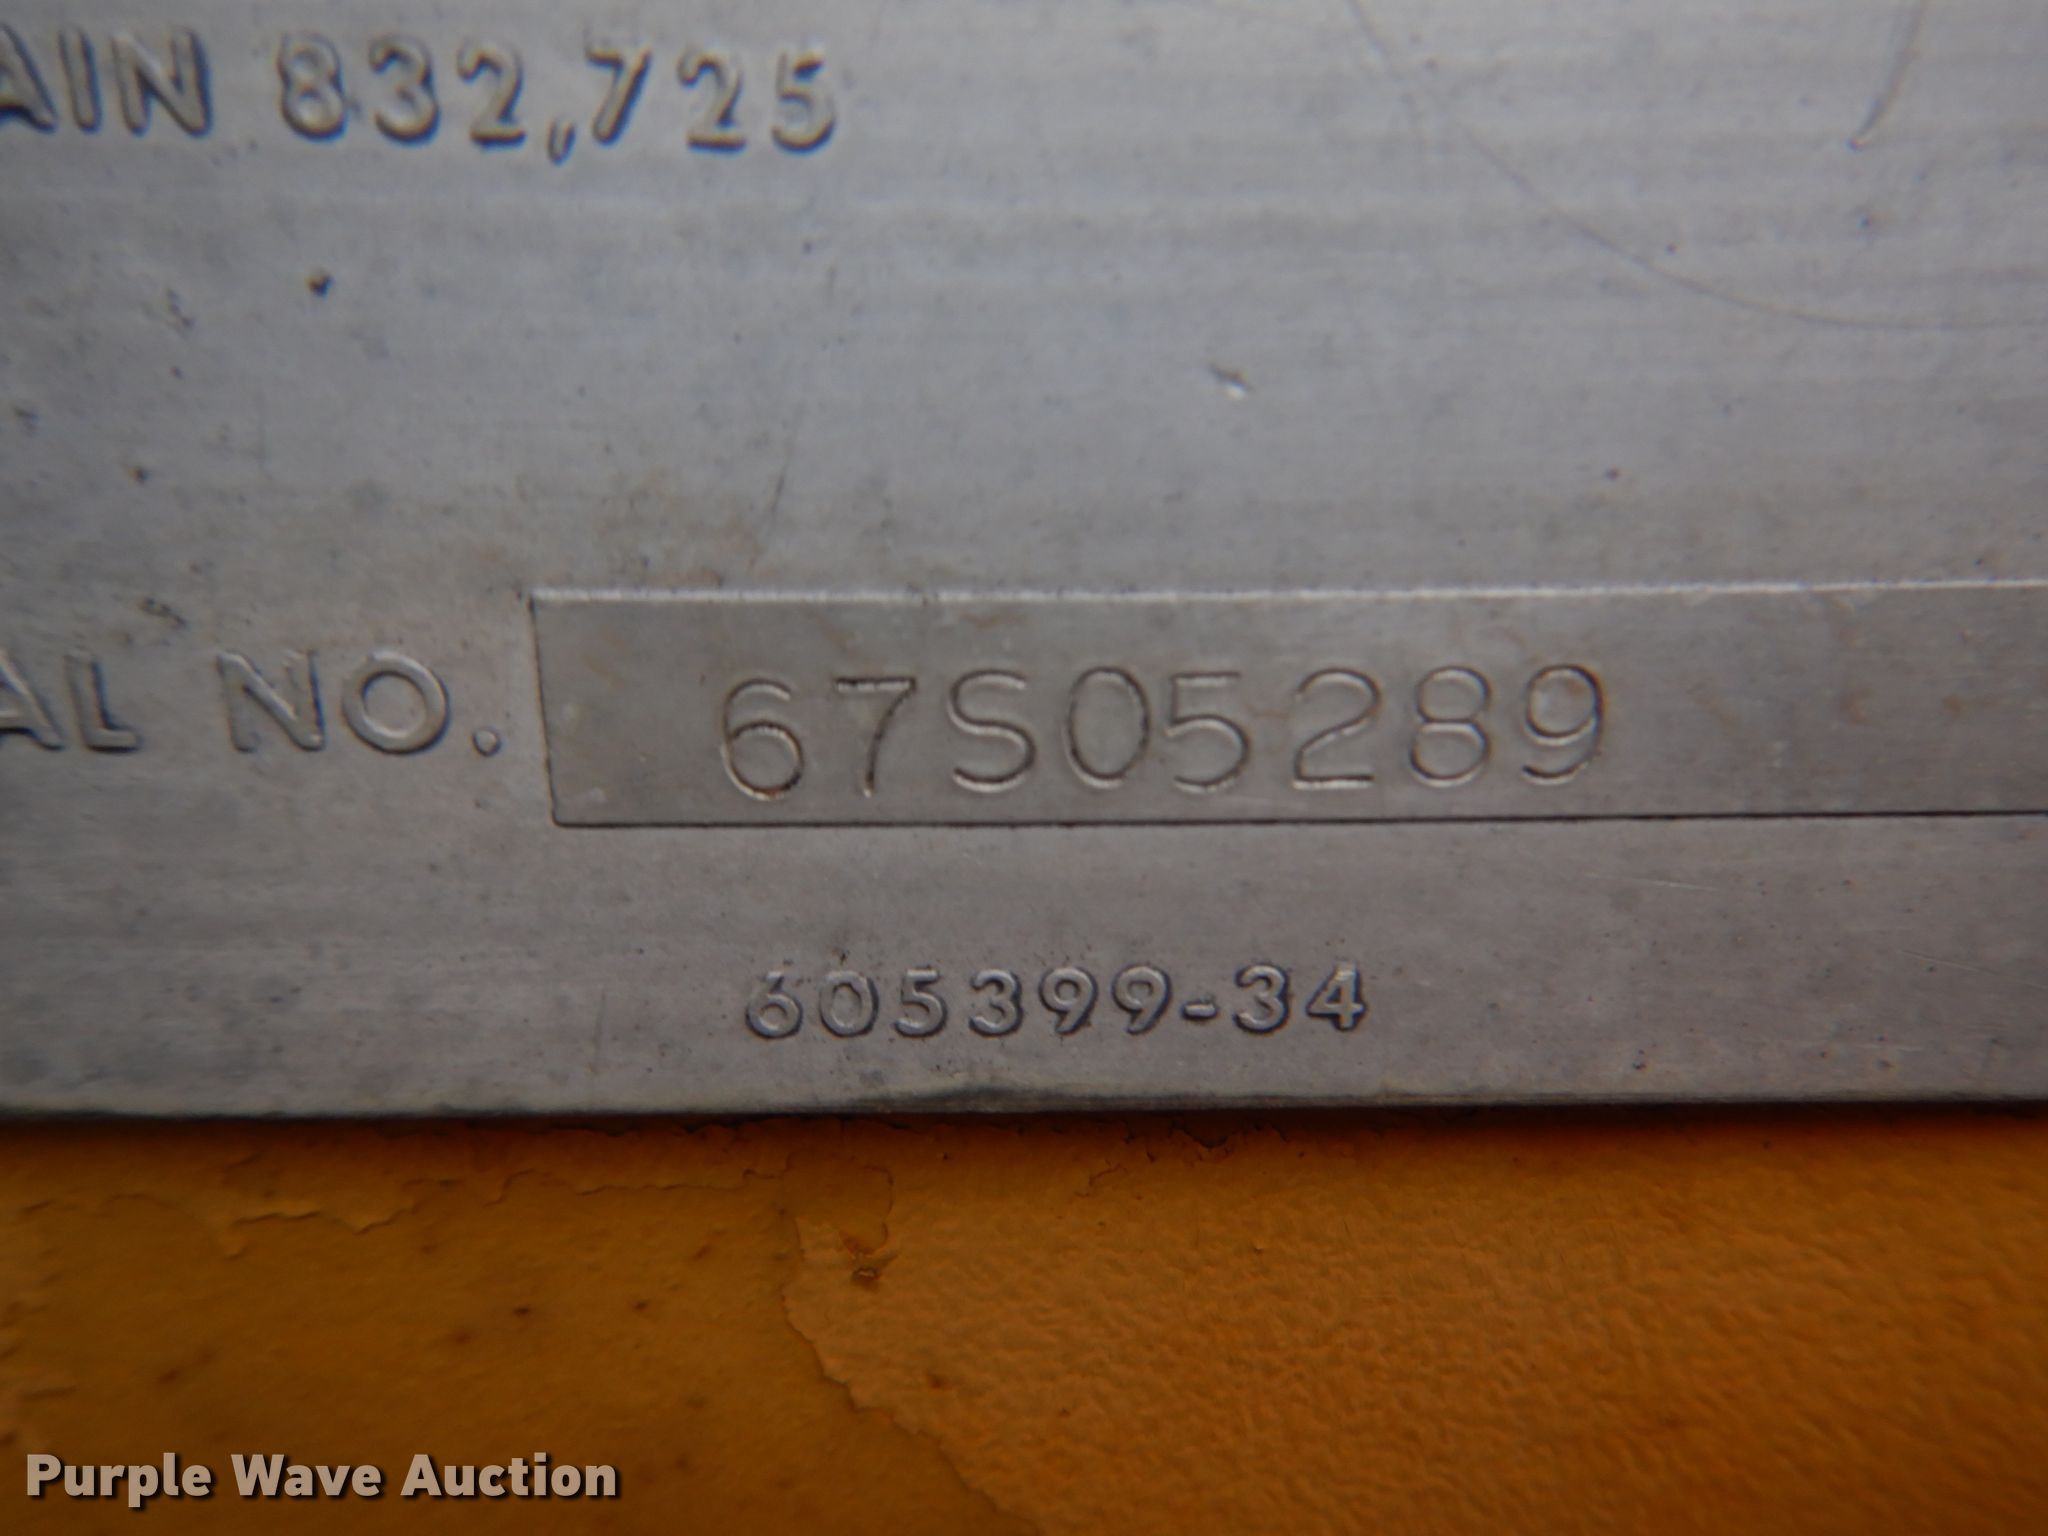 AIN 832,725
AL NO. 67S05289
605399-34
Purple Wave Auction